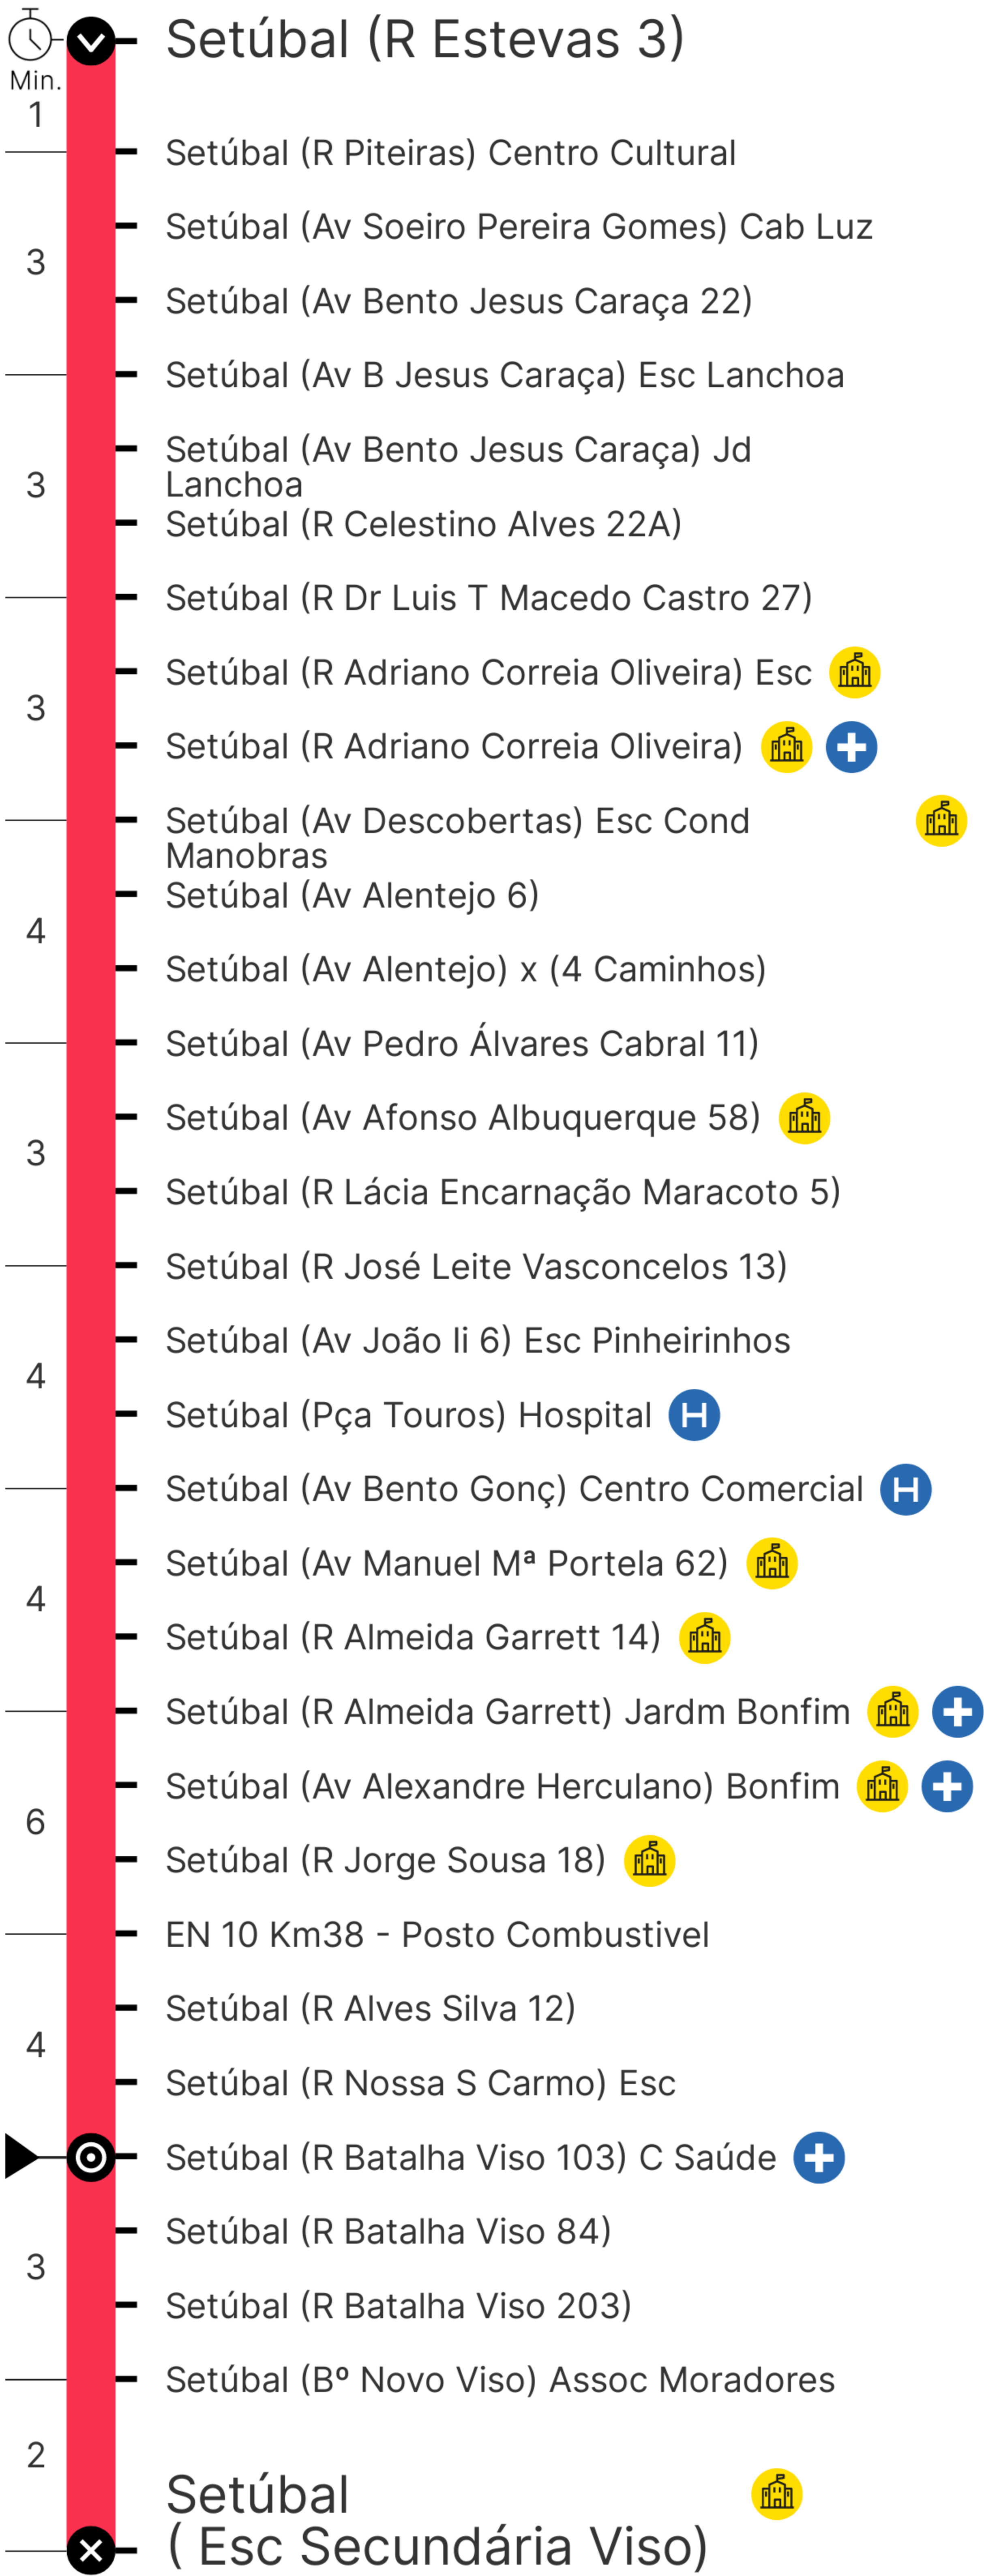 Setúbal (R Estevas 3)
Min.
1
Setúbal (R Piteiras) Centro Cultural
Setúbal (Av Soeiro Pereira Gomes) Cab Luz
3
Setúbal (Av Bento Jesus Caraça 22)
Setúbal (Av B Jesus Caraça) Esc Lanchoa
Setúbal (Av Bento Jesus Caraça) Jd
Lanchoa
3
Setúbal (R Celestino Alves 22A)
Setúbal (R Dr Luis T Macedo Castro 27)
Setúbal (R Adriano Correia Oliveira) Esc
3
Setúbal (R Adriano Correia Oliveira)
Setúbal (Av Descobertas) Esc Cond
Manobras
Setúbal (Av Alentejo 6)
4
Setúbal (Av Alentejo) x (4 Caminhos)
Setúbal (Av Pedro Álvares Cabral 11)
Setúbal (Av Afonso Albuquerque 58)
3
Setúbal (R Lácia Encarnação Maracoto 5)
Setúbal (R José Leite Vasconcelos 13)
Setúbal (Av João Ii 6) Esc Pinheirinhos
4
Setúbal (Pça Touros) Hospital H
Setúbal (Av Bento Gonç) Centro Comercial H
Setúbal (Av Manuel Mª Portela 62)
4
Setúbal (R Almeida Garrett 14)
Setúbal (R Almeida Garrett) Jardm Bonfim
Setúbal (Av Alexandre Herculano) Bonfim
6
Setúbal (R Jorge Sousa 18)
EN 10 Km38 - Posto Combustivel
Setúbal (R Alves Silva 12)
4
Setúbal (R Nossa S Carmo) Esc
Setúbal (R Batalha Viso 103) C Saúde
Setúbal (R Batalha Viso 84)
3
Setúbal (R Batalha Viso 203)
Setúbal (Bº Novo Viso) Assoc Moradores
2
Setúbal
( Esc Secundária Viso)